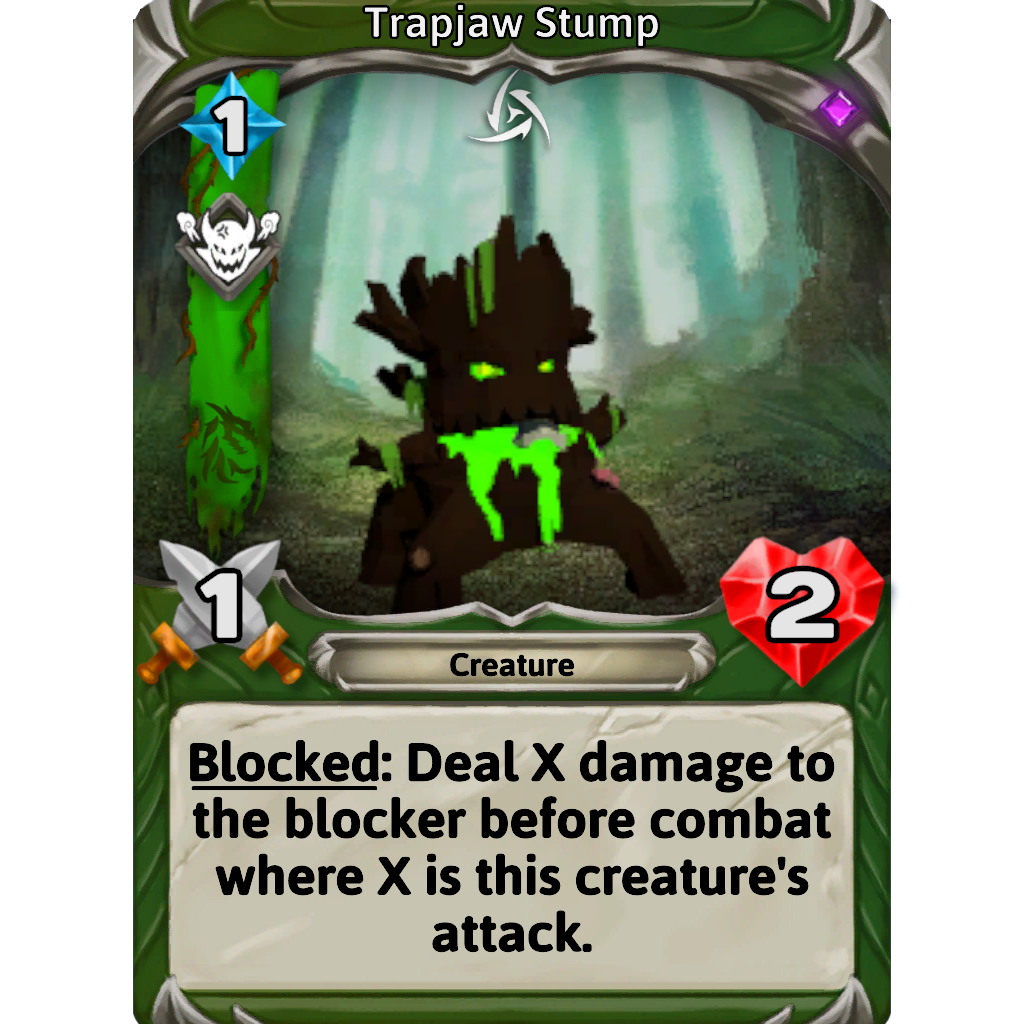 Trapjaw Stump
1
1
2
Creature
Blocked: Deal X damage to
the blocker before combat
where X is this creature's
attack.